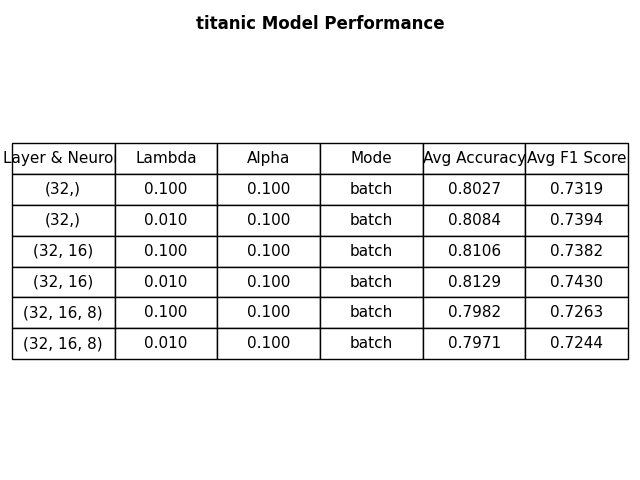 titanic Model Performance
Layer & Neuro Lambda Alpha Mode Avg Accuracy Avg F1 Score
(32,) 0.100 0.100 batch 0.8027 0.7319
(32,) 0.010 0.100 batch 0.8084 0.7394
(32, 16) 0.100 0.100 batch 0.8106 0.7382
(32, 16) 0.010 0.100 batch 0.8129 0.7430
(32, 16, 8) 0.100 0.100 batch 0.7982 0.7263
(32, 16, 8) 0.010 0.100 batch 0.7971 0.7244